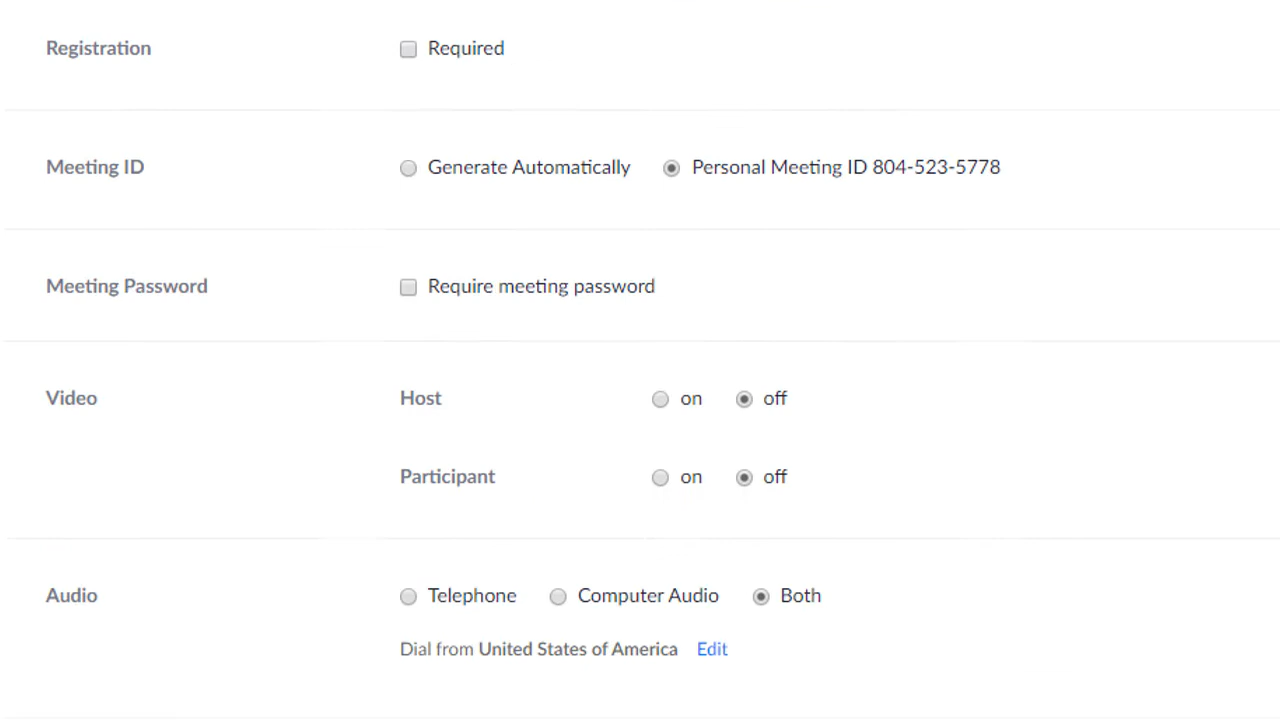 Registration Required
Meeting ID Generate Automatically Personal Meeting ID 804-523-5778
Meeting Password Require meeting password
Video Host on off
Participant on off
Audio Telephone Computer Audio Both
Dial from United States of America Edit